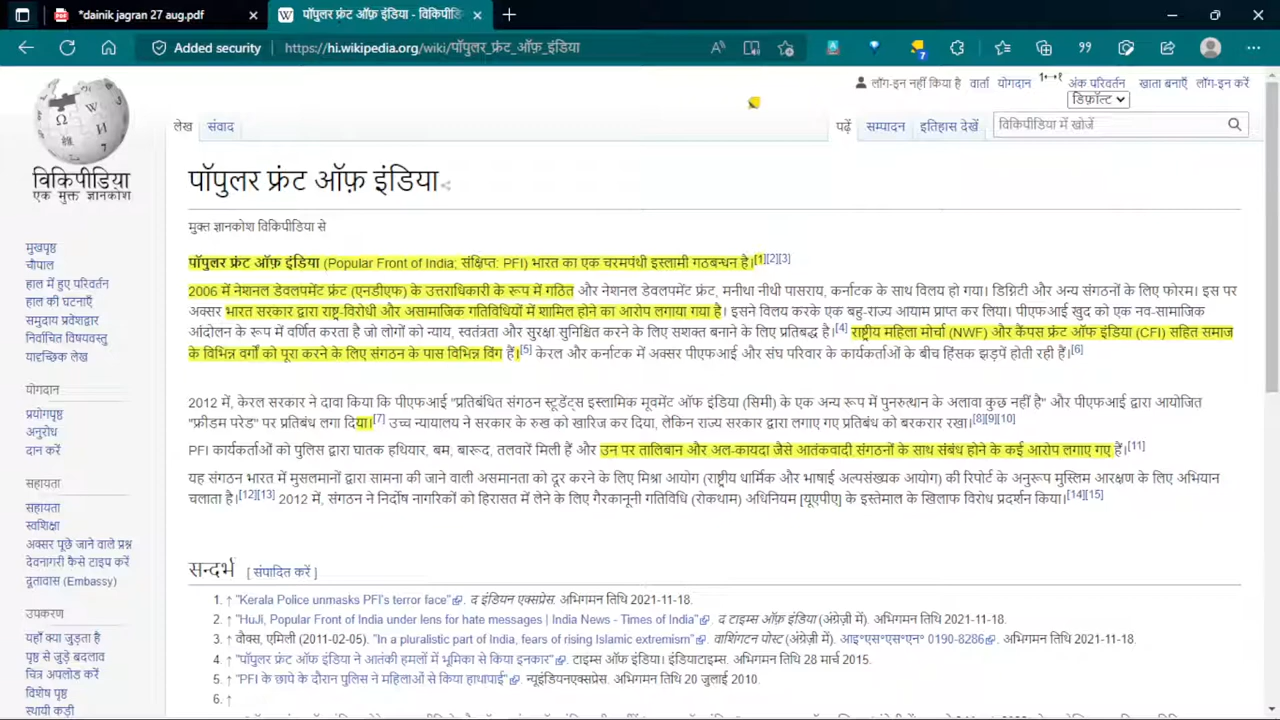 *dainik jagran 27 aug.pdf
पॉपुलर फ्रंट ऑफ़ इंडिया - विकिपीडि
Added security
https://hi.wikipedia.org/wiki/पॉपुलर_फ्रंट_ऑफ़_इंडिया
7
लॉग-इन नहीं किया है वार्ता योगदान 1↔१ अंक परिवर्तन खाता बनाएँ लॉग-इन करें
डिफ़ॉल्ट
लेख संवाद पढ़ें सम्पादन इतिहास देखें विकिपीडिया में खोजें
विकिपीडिया
एक मुक्त ज्ञानकोश
मुखपृष्ठ
चौपाल
हाल में हुए परिवर्तन
हाल की घटनाएँ
समुदाय प्रवेशद्वार
निर्वाचित विषयवस्तु
यादृच्छिक लेख
योगदान
प्रयोगपृष्ठ
अनुरोध
दान करें
सहायता
सहायता
स्वशिक्षा
अक्सर पूछे जाने वाले प्रश्न
देवनागरी कैसे टाइप करें
दूतावास (Embassy)
उपकरण
यहाँ क्या जुड़ता है
पृष्ठ से जुड़े बदलाव
चित्र अपलोड करें
विशेष पृष्ठ
स्थायी कड़ी
पॉपुलर फ्रंट ऑफ़ इंडिया
मुक्त ज्ञानकोश विकिपीडिया से
पॉपुलर फ्रंट ऑफ़ इंडिया (Popular Front of India; संक्षिप्त: PFI) भारत का एक चरमपंथी इस्लामी गठबन्धन है।[1][2][3]
2006 में नेशनल डेवलपमेंट फ्रंट (एनडीएफ) के उत्तराधिकारी के रूप में गठित और नेशनल डेवलपमेंट फ्रंट, मनीथा नीथी पासराय, कर्नाटक के साथ विलय हो गया। डिग्निटी और अन्य संगठनों के लिए फोरम। इस पर
अक्सर भारत सरकार द्वारा राष्ट्र-विरोधी और असामाजिक गतिविधियों में शामिल होने का आरोप लगाया गया है। इसने विलय करके एक बहु-राज्य आयाम प्राप्त कर लिया। पीएफआई खुद को एक नव-सामाजिक
आंदोलन के रूप में वर्णित करता है जो लोगों को न्याय, स्वतंत्रता और सुरक्षा सुनिश्चित करने के लिए सशक्त बनाने के लिए प्रतिबद्ध है।[4] राष्ट्रीय महिला मोर्चा (NWF) और कैंपस फ्रंट ऑफ इंडिया (CFI) सहित समाज
के विभिन्न वर्गों को पूरा करने के लिए संगठन के पास विभिन्न विंग हैं।[5] केरल और कर्नाटक में अक्सर पीएफआई और संघ परिवार के कार्यकर्ताओं के बीच हिंसक झड़पें होती रही हैं।[6]
2012 में, केरल सरकार ने दावा किया कि पीएफआई "प्रतिबंधित संगठन स्टूडेंट्स इस्लामिक मूवमेंट ऑफ इंडिया (सिमी) के एक अन्य रूप में पुनरुत्थान के अलावा कुछ नहीं है" और पीएफआई द्वारा आयोजित
"फ्रीडम परेड" पर प्रतिबंध लगा दिया।[7] उच्च न्यायालय ने सरकार के रुख को खारिज कर दिया, लेकिन राज्य सरकार द्वारा लगाए गए प्रतिबंध को बरकरार रखा।[8][9][10]
PFI कार्यकर्ताओं को पुलिस द्वारा घातक हथियार, बम, बारूद, तलवारें मिली हैं और उन पर तालिबान और अल-कायदा जैसे आतंकवादी संगठनों के साथ संबंध होने के कई आरोप लगाए गए हैं।[11]
यह संगठन भारत में मुसलमानों द्वारा सामना की जाने वाली असमानता को दूर करने के लिए मिश्रा आयोग (राष्ट्रीय धार्मिक और भाषाई अल्पसंख्यक आयोग) की रिपोर्ट के अनुरूप मुस्लिम आरक्षण के लिए अभियान
चलाता है।[12][13] 2012 में, संगठन ने निर्दोष नागरिकों को हिरासत में लेने के लिए गैरकानूनी गतिविधि (रोकथाम) अधिनियम [यूएपीए] के इस्तेमाल के खिलाफ विरोध प्रदर्शन किया।[14][15]
सन्दर्भ [ संपादित करें ]
1. ↑ "Kerala Police unmasks PFI's terror face". द इंडियन एक्सप्रेस. अभिगमन तिथि 2021-11-18.
2. ↑ "HuJI, Popular Front of India under lens for hate messages | India News - Times of India". द टाइम्स ऑफ़ इंडिया (अंग्रेज़ी में). अभिगमन तिथि 2021-11-18.
3. ↑ वैक्स, एमिली (2011-02-05). "In a pluralistic part of India, fears of rising Islamic extremism". वाशिंगटन पोस्ट (अंग्रेज़ी में). आइ॰एस॰एस॰एन॰ 0190-8286. अभिगमन तिथि 2021-11-18.
4. ↑ "पॉपुलर फ्रंट ऑफ इंडिया ने आतंकी हमलों में भूमिका से किया इनकार". टाइम्स ऑफ इंडिया। इंडियाटाइम्स. अभिगमन तिथि 28 मार्च 2015.
5. ↑ "PFI के छापे के दौरान पुलिस ने महिलाओं से किया हाथापाई". न्यूइंडियनएक्सप्रेस. अभिगमन तिथि 20 जुलाई 2010.
6. ↑